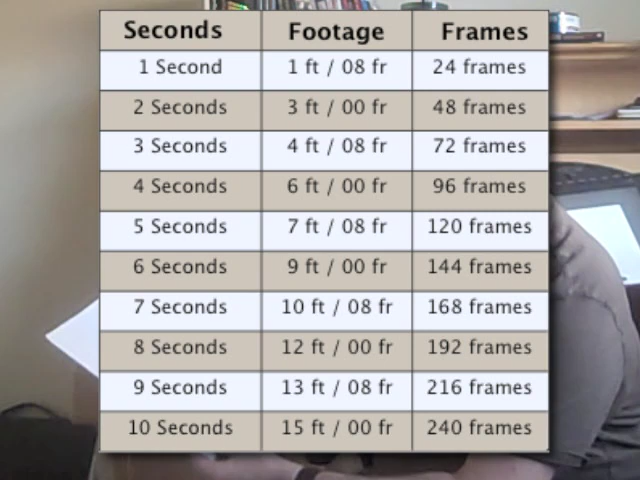 Seconds Footage Frames
1 Second 1 ft / 08 fr 24 frames
2 Seconds 3 ft / 00 fr 48 frames
3 Seconds 4 ft / 08 fr 72 frames
4 Seconds 6 ft / 00 fr 96 frames
5 Seconds 7 ft / 08 fr 120 frames
6 Seconds 9 ft / 00 fr 144 frames
7 Seconds 10 ft / 08 fr 168 frames
8 Seconds 12 ft / 00 fr 192 frames
9 Seconds 13 ft / 08 fr 216 frames
10 Seconds 15 ft / 00 fr 240 frames